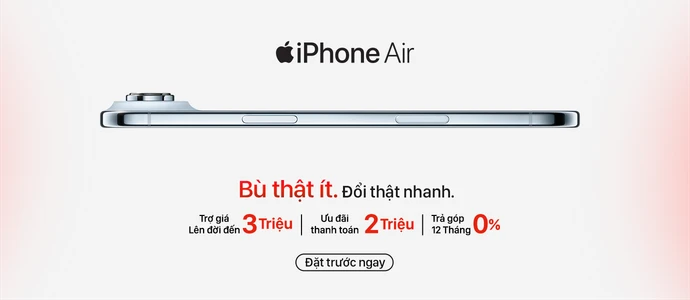 iPhone Air
Bù thật ít. Đổi thật nhanh.
Trợ giá
Lên đời đến 3 Triệu
Ưu đãi
thanh toán 2 Triệu
Trả góp
12 Tháng 0%
Đặt trước ngay